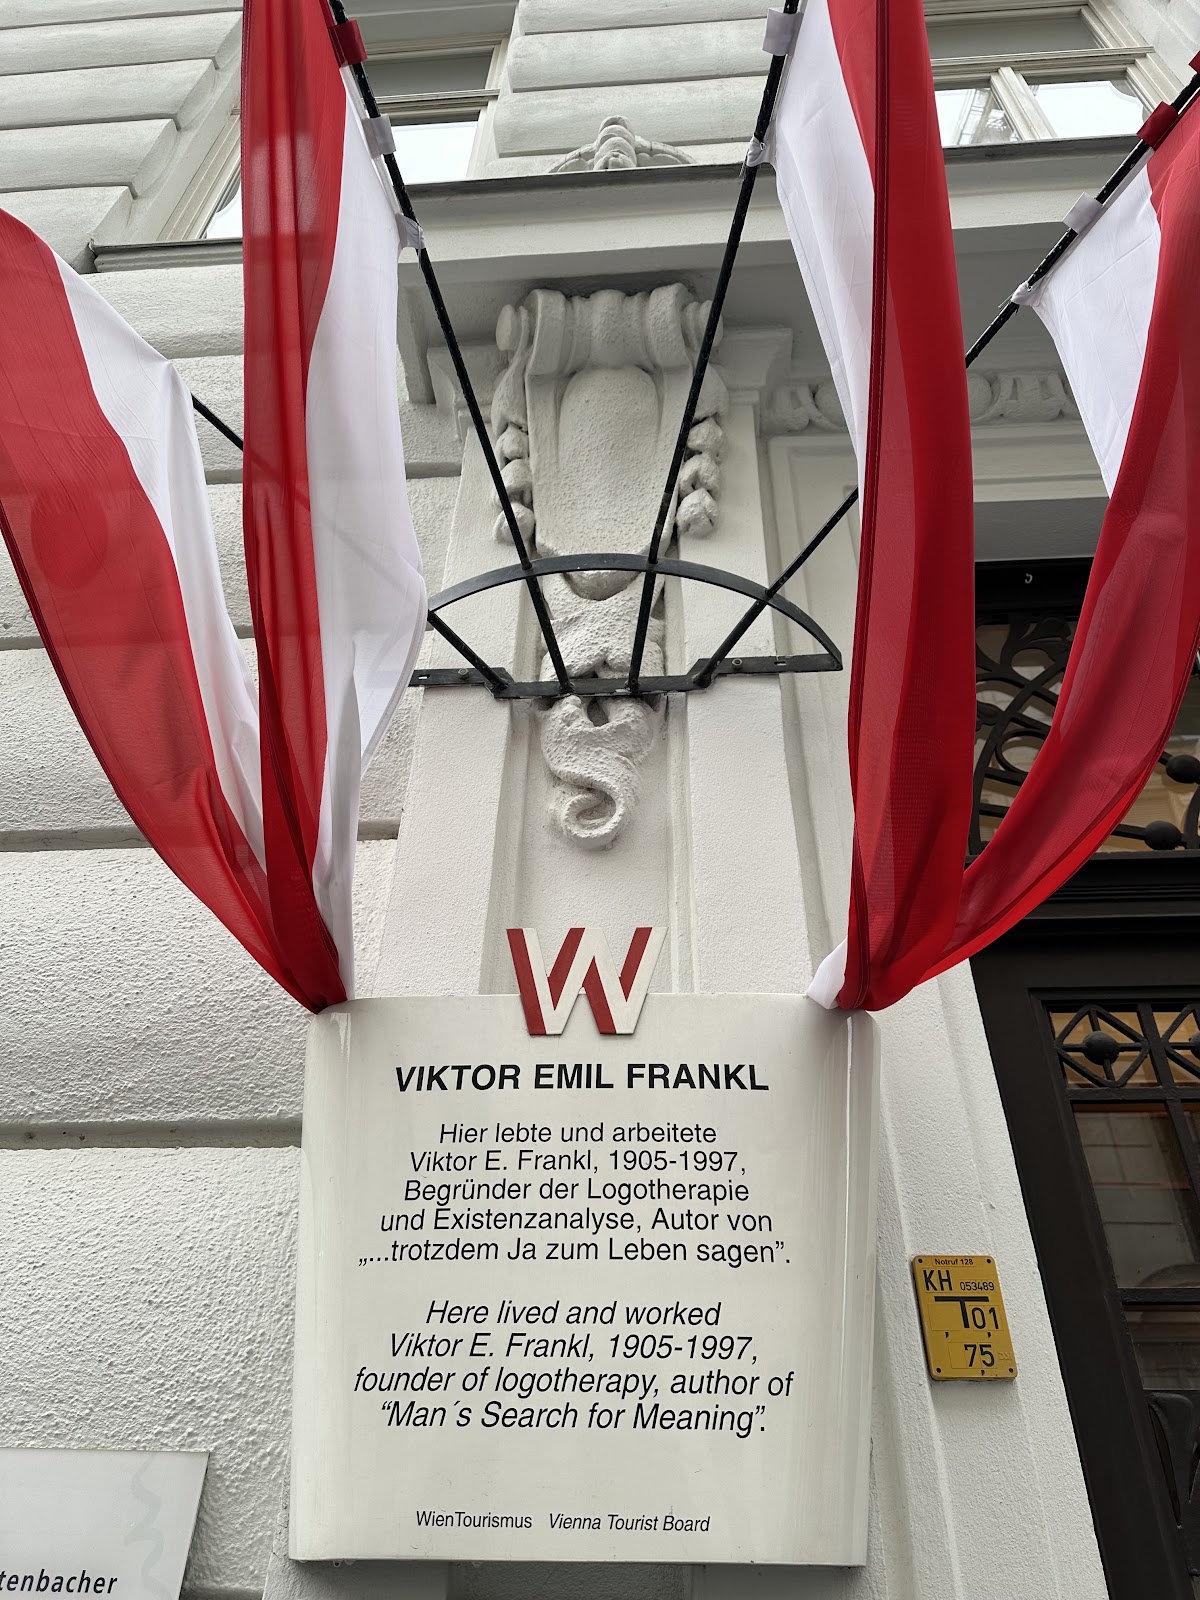 W
VIKTOR EMIL FRANKL
Hier lebte und arbeitete
Viktor E. Frankl, 1905-1997,
Begründer der Logotherapie
und Existenzanalyse, Autor von
„...trotzdem Ja zum Leben sagen”.
Here lived and worked
Viktor E. Frankl, 1905-1997,
founder of logotherapy, author of
“Man´s Search for Meaning”.
WienTourismus Vienna Tourist Board
Notruf 128
KH 053489
T 0,1
75
tenbacher